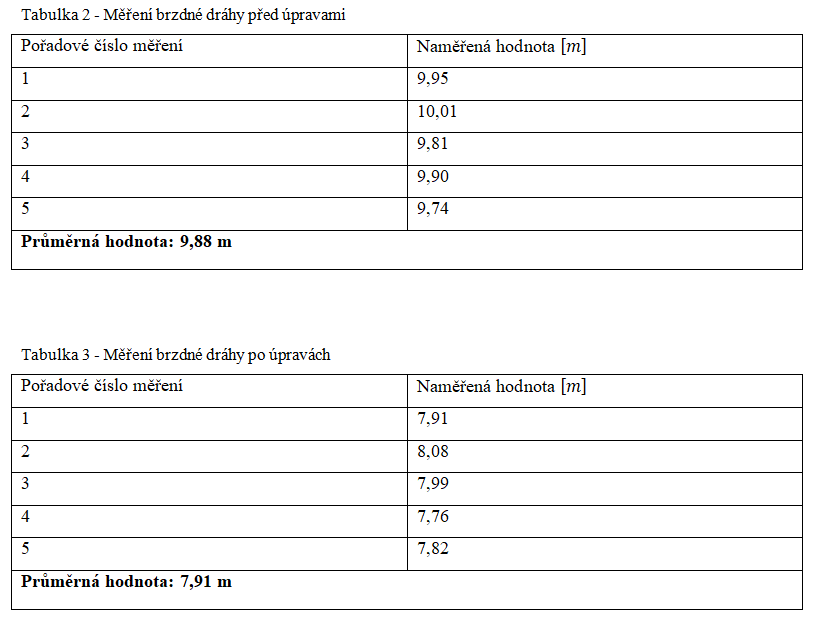 Tabulka 2 - Měření brzdné dráhy před úpravami
Pořadové číslo měření Naměřená hodnota [m]
1 9,95
2 10,01
3 9,81
4 9,90
5 9,74
Průměrná hodnota: 9,88 m
Tabulka 3 - Měření brzdné dráhy po úpravách
Pořadové číslo měření Naměřená hodnota [m]
1 7,91
2 8,08
3 7,99
4 7,76
5 7,82
Průměrná hodnota: 7,91 m